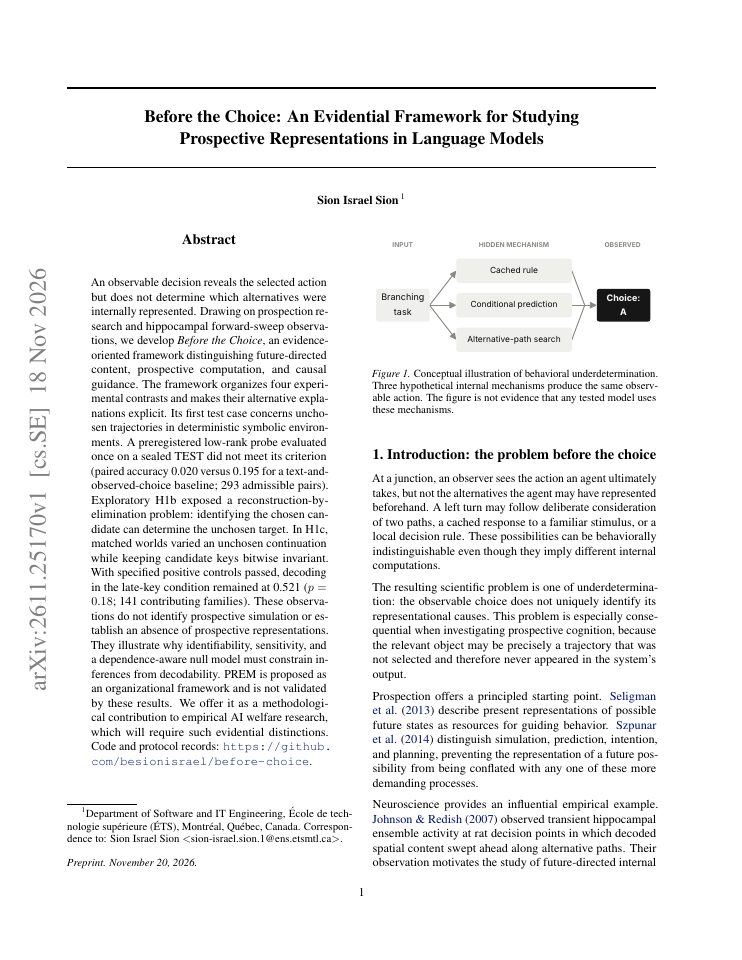 Before the Choice: An Evidential Framework for Studying
Prospective Representations in Language Models
Sion Israel Sion 1
Abstract
An observable decision reveals the selected action
but does not determine which alternatives were
internally represented. Drawing on prospection re-
search and hippocampal forward-sweep observa-
tions, we develop Before the Choice, an evidence-
oriented framework distinguishing future-directed
content, prospective computation, and causal
guidance. The framework organizes four experi-
mental contrasts and makes their alternative expla-
nations explicit. Its first test case concerns uncho-
sen trajectories in deterministic symbolic environ-
ments. A preregistered low-rank probe evaluated
once on a sealed TEST did not meet its criterion
(paired accuracy 0.020 versus 0.195 for a text-and-
observed-choice baseline; 293 admissible pairs).
Exploratory H1b exposed a reconstruction-by-
elimination problem: identifying the chosen can-
didate can determine the unchosen target. In H1c,
matched worlds varied an unchosen continuation
while keeping candidate keys bitwise invariant.
With specified positive controls passed, decoding
in the late-key condition remained at 0.521 (p =
0.18; 141 contributing families). These observa-
tions do not identify prospective simulation or es-
tablish an absence of prospective representations.
They illustrate why identifiability, sensitivity, and
a dependence-aware null model must constrain in-
ferences from decodability. PREM is proposed as
an organizational framework and is not validated
by these results. We offer it as a methodologi-
cal contribution to empirical AI welfare research,
which will require such evidential distinctions.
Code and protocol records: https://github.
com/besionisrael/before-choice.
1Department of Software and IT Engineering, École de tech-
nologie supérieure (ÉTS), Montréal, Québec, Canada. Correspon-
dence to: Sion Israel Sion <sion-israel.sion.1@ens.etsmtl.ca>.
Preprint. November 20, 2026.
INPUT HIDDEN MECHANISM OBSERVED
Branching
task
Cached rule
Conditional prediction
Alternative-path search
Choice:
A
Figure 1. Conceptual illustration of behavioral underdetermination.
Three hypothetical internal mechanisms produce the same observ-
able action. The figure is not evidence that any tested model uses
these mechanisms.
1. Introduction: the problem before the choice
At a junction, an observer sees the action an agent ultimately
takes, but not the alternatives the agent may have represented
beforehand. A left turn may follow deliberate consideration
of two paths, a cached response to a familiar stimulus, or a
local decision rule. These possibilities can be behaviorally
indistinguishable even though they imply different internal
computations.
The resulting scientific problem is one of underdetermina-
tion: the observable choice does not uniquely identify its
representational causes. This problem is especially conse-
quential when investigating prospective cognition, because
the relevant object may be precisely a trajectory that was
not selected and therefore never appeared in the system's
output.
Prospection offers a principled starting point. Seligman
et al. (2013) describe present representations of possible
future states as resources for guiding behavior. Szpunar
et al. (2014) distinguish simulation, prediction, intention,
and planning, preventing the representation of a future pos-
sibility from being conflated with any one of these more
demanding processes.
Neuroscience provides an influential empirical example.
Johnson & Redish (2007) observed transient hippocampal
ensemble activity at rat decision points in which decoded
spatial content swept ahead along alternative paths. Their
observation motivates the study of future-directed internal
1
arXiv:2611.25170v1 [cs.SE] 18 Nov 2026